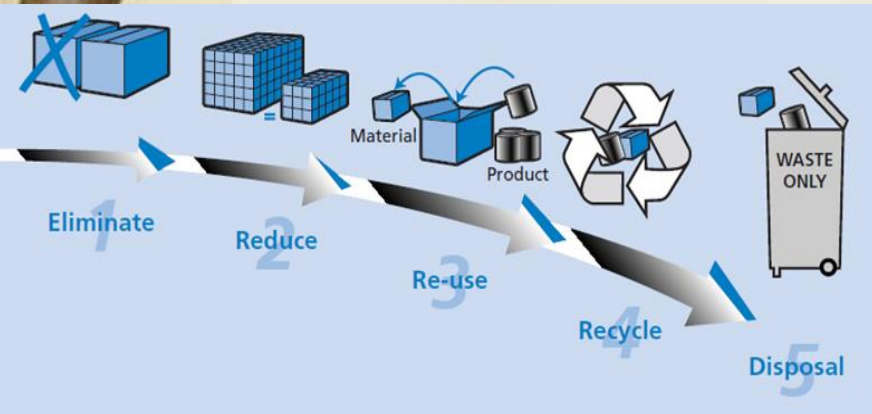 =
Material
Product
WASTE
ONLY
1
Eliminate
2
Reduce
3
Re-use
4
Recycle
5
Disposal